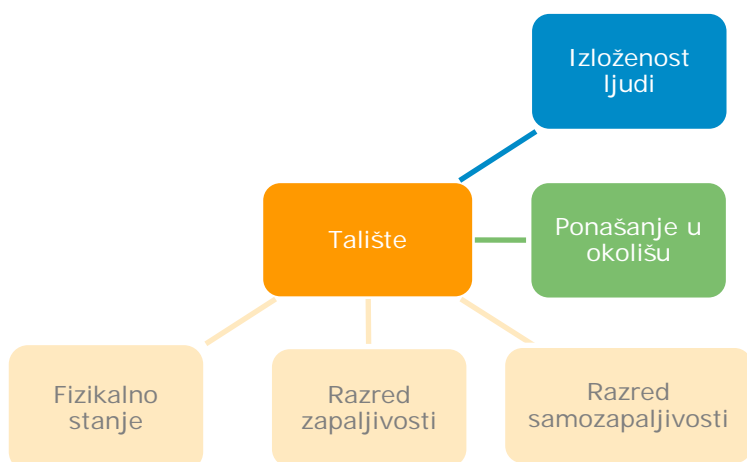 Izloženost
ljudi
Talište
Ponašanje u
okolišu
Fizikalno
stanje
Razred
zapaljivosti
Razred
samozapaljivosti